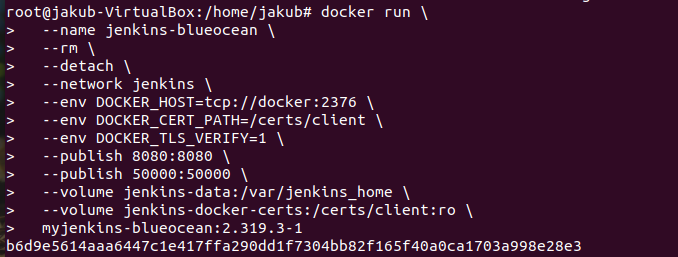 root@jakub-VirtualBox:/home/jakub# docker run \
>   --name jenkins-blueocean \
>   --rm \
>   --detach \
>   --network jenkins \
>   --env DOCKER_HOST=tcp://docker:2376 \
>   --env DOCKER_CERT_PATH=/certs/client \
>   --env DOCKER_TLS_VERIFY=1 \
>   --publish 8080:8080 \
>   --publish 50000:50000 \
>   --volume jenkins-data:/var/jenkins_home \
>   --volume jenkins-docker-certs:/certs/client:ro \
>   myjenkins-blueocean:2.319.3-1
b6d9e5614aaa6447c1e417ffa290dd1f7304bb82f165f40a0ca1703a998e28e3